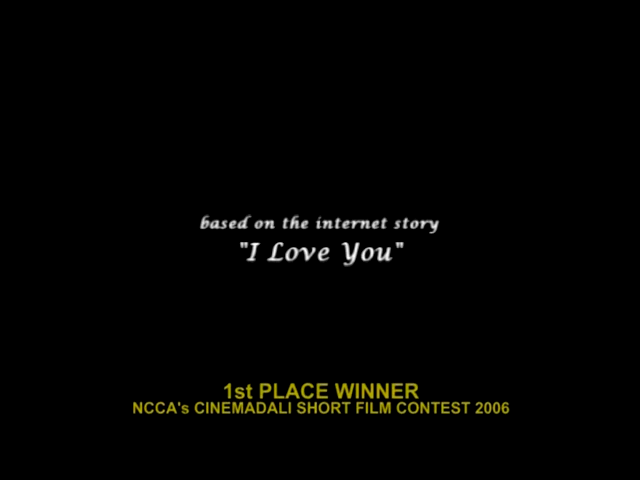 based on the internet story
"I Love You"
1st PLACE WINNER
NCCA's CINEMADALI SHORT FILM CONTEST 2006